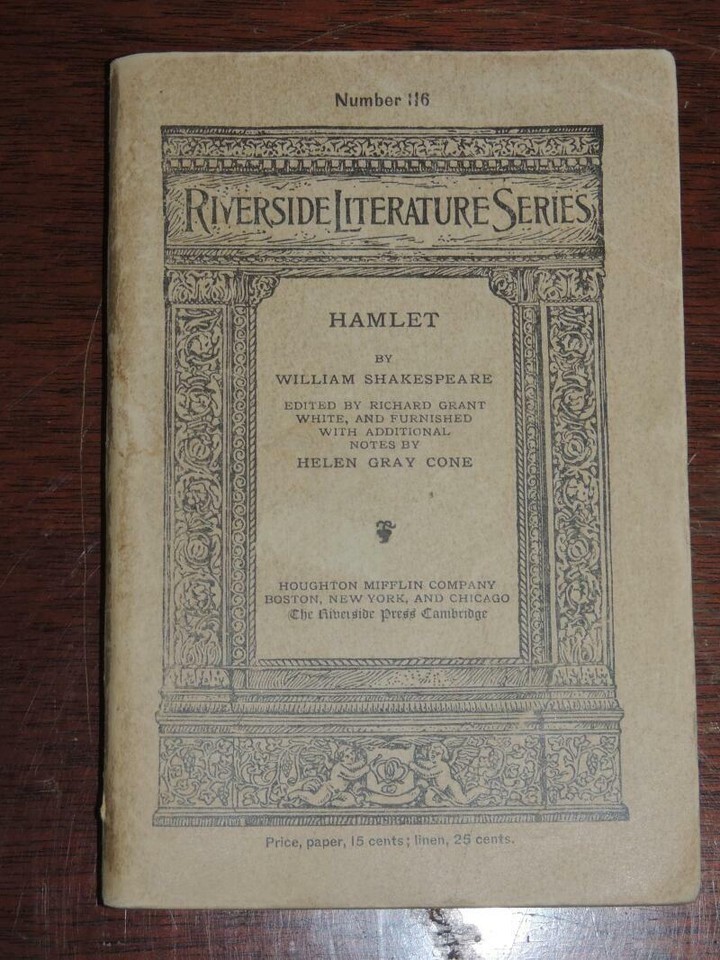 Number 116
RIVERSIDE LITERATURE SERIES
HAMLET
BY
WILLIAM SHAKESPEARE
EDITED BY RICHARD GRANT
WHITE, AND FURNISHED
WITH ADDITIONAL
NOTES BY
HELEN GRAY CONE
HOUGHTON MIFFLIN COMPANY
BOSTON, NEW YORK, AND CHICAGO
The Riverside Press Cambridge
Price, paper, 15 cents; linen, 25 cents.